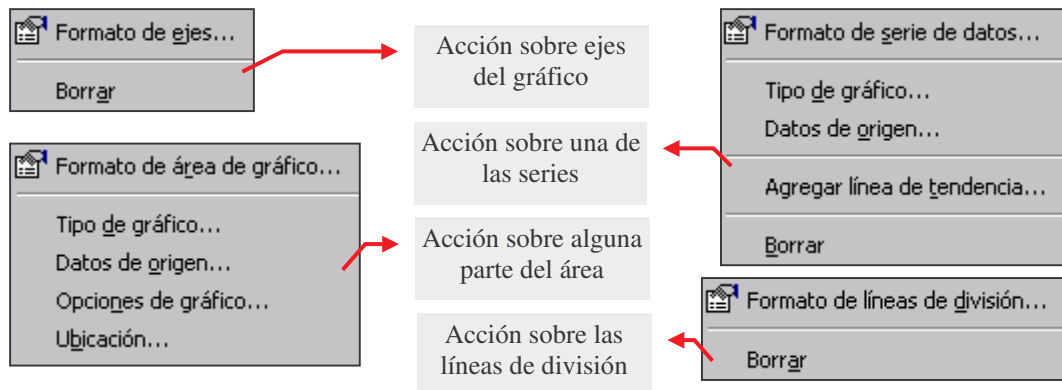 Formato de ejes...
Borrar
Acción sobre ejes
del gráfico
Formato de serie de datos...
Tipo de gráfico...
Datos de origen...
Agregar línea de tendencia...
Borrar
Acción sobre una de
las series
Formato de área de gráfico...
Tipo de gráfico...
Datos de origen...
Opciones de gráfico...
Ubicación...
Acción sobre alguna
parte del área
Formato de líneas de división...
Borrar
Acción sobre las
líneas de división